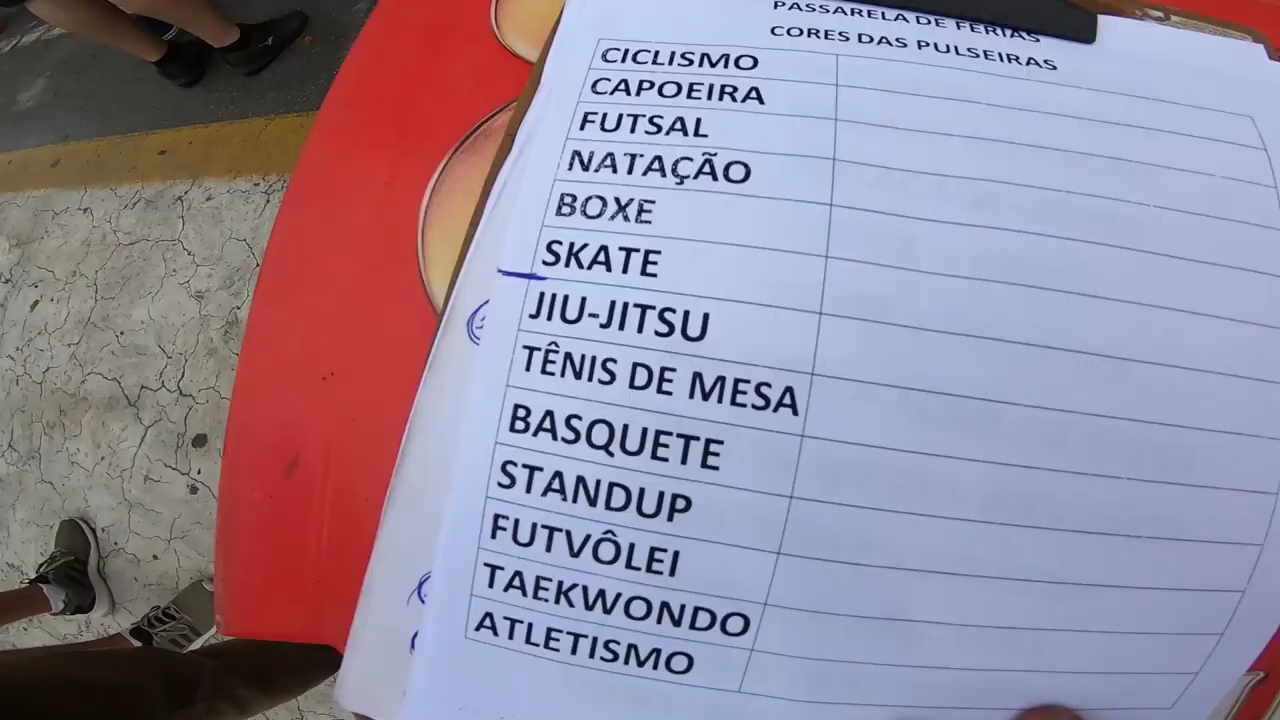 PASSARELA DE FÉRIAS
CORES DAS PULSEIRAS
CICLISMO
CAPOEIRA
FUTSAL
NATAÇÃO
BOXE
SKATE
JIU-JITSU
TÊNIS DE MESA
BASQUETE
STANDUP
FUTVÔLEI
TAEKWONDO
ATLETISMO